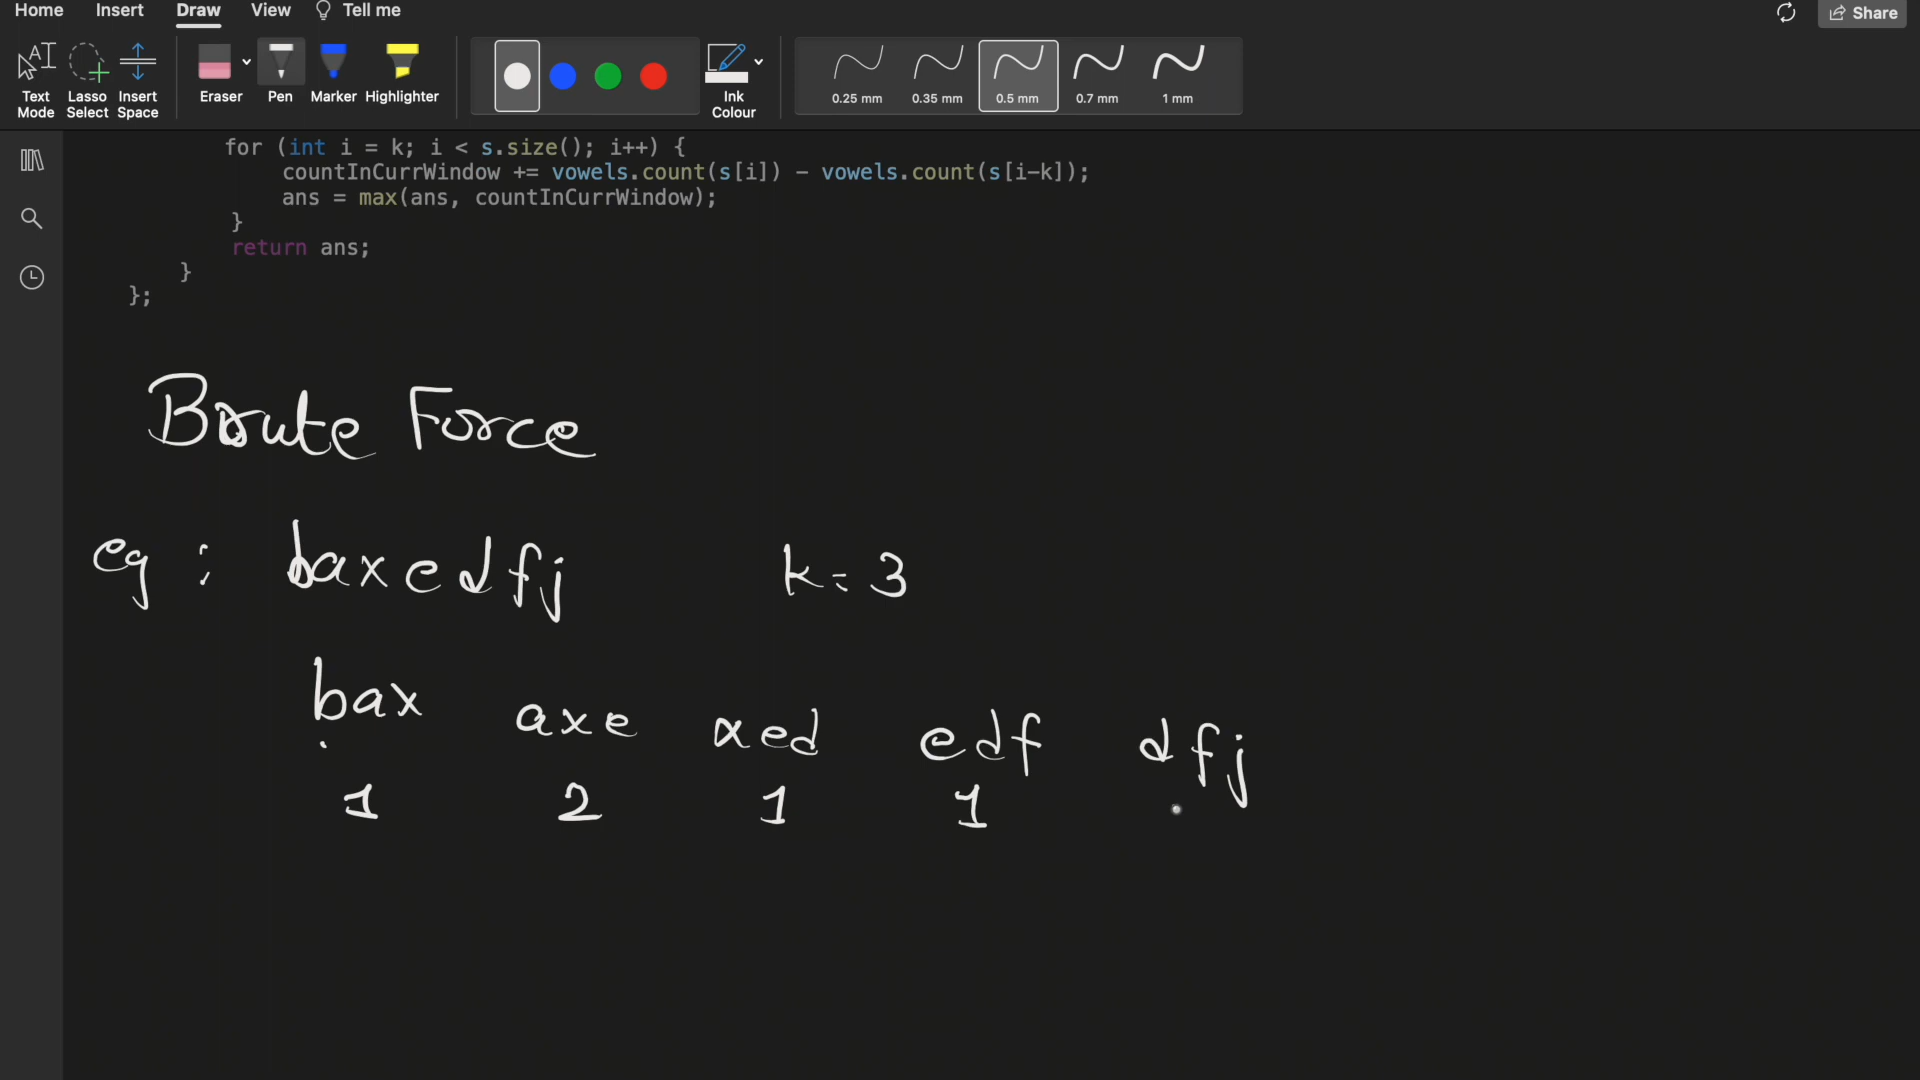 Home Insert Draw View Tell me Share
Text Mode Lasso Select Insert Space Eraser Pen Marker Highlighter Ink Colour 0.25 mm 0.35 mm 0.5 mm 0.7 mm 1 mm
for (int i = k; i < s.size(); i++) {
countInCurrWindow += vowels.count(s[i]) - vowels.count(s[i-k]);
ans = max(ans, countInCurrWindow);
}
return ans;
}
};
Brute Force
eg : baxedfj k = 3
bax axe xed edf dfj
1 2 1 1